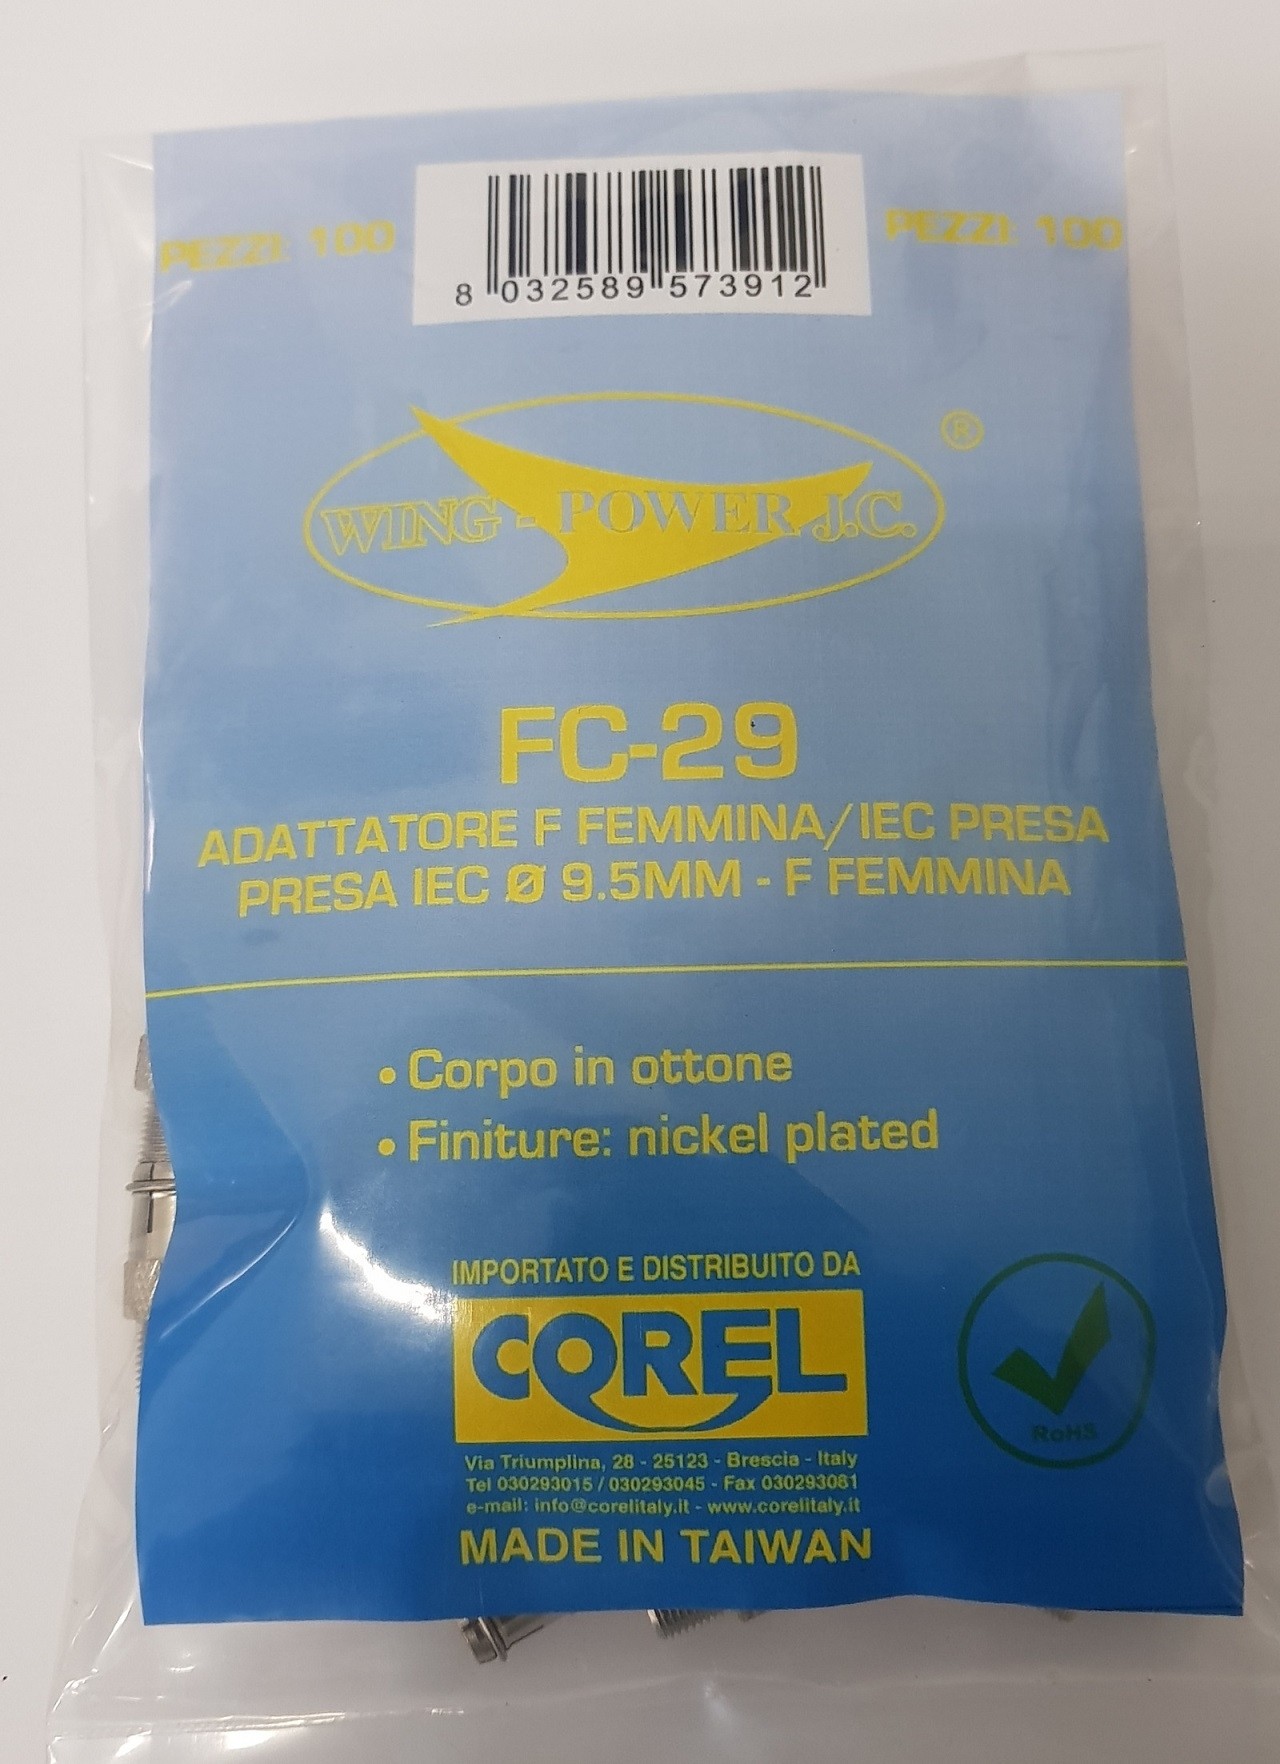 PEZZI: 100
PEZZI: 100
8 032589 573912
WING - POWER J.C.
®
FC-29
ADATTATORE F FEMMINA/IEC PRESA
PRESA IEC Ø 9.5MM - F FEMMINA
• Corpo in ottone
• Finiture: nickel plated
IMPORTATO E DISTRIBUITO DA
COREL
RoHS
Via Triumplina, 28 - 25123 - Brescia - Italy
Tel 030293015 / 030293045 - Fax 030293081
e-mail: info@corelitaly.it - www.corelitaly.it
MADE IN TAIWAN